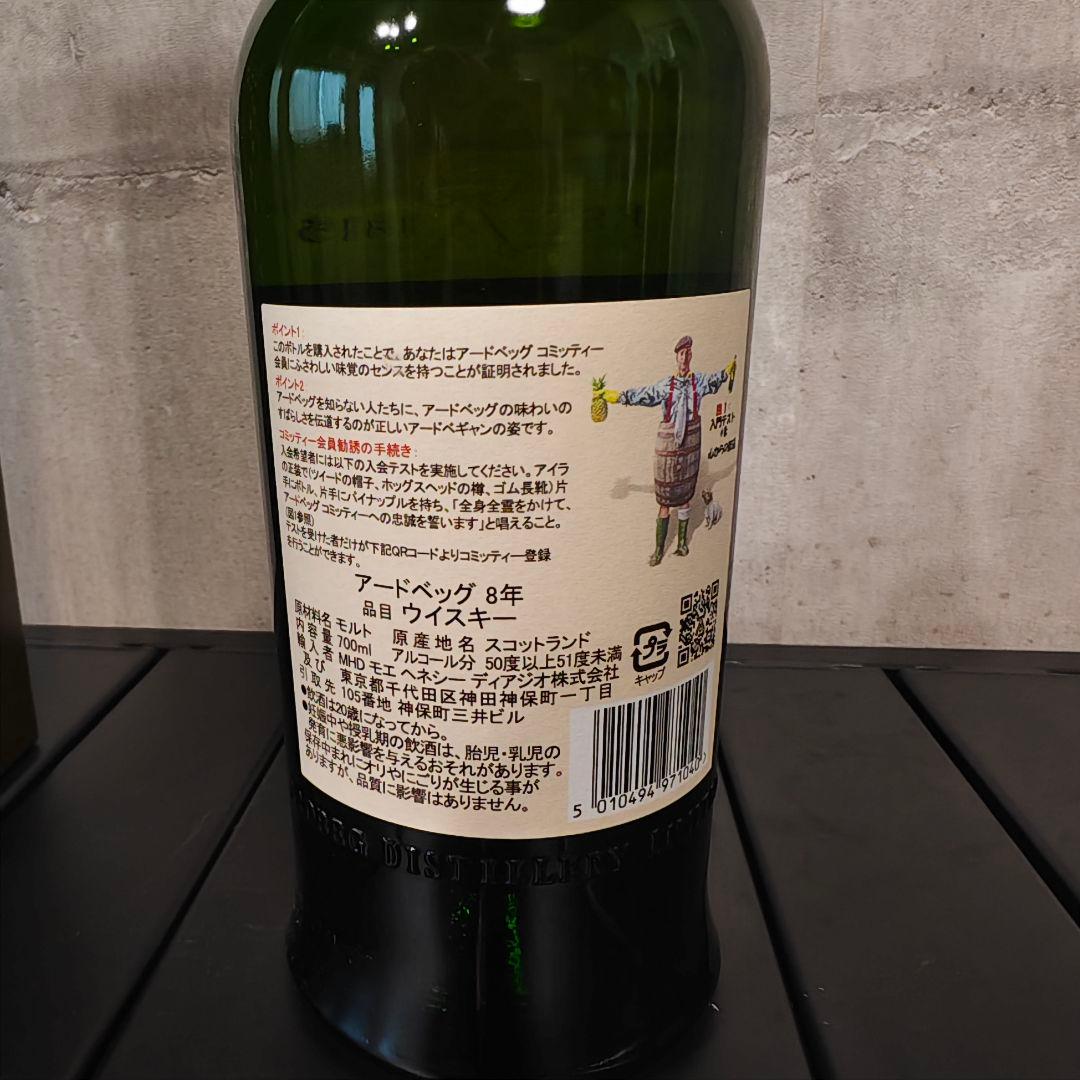 ポイント1:
このボトルを購入されたことで、あなたはアードベッグ コミッティー
会員にふさわしい味覚のセンスを持つことが証明されました。
ポイント2
アードベッグを知らない人たちに、アードベッグの味わいの
すばらしさを伝道するのが正しいアードベギャンの姿です。
コミッティー会員勧誘の手続き:
入会希望者には以下の入会テストを実施してください。アイラ
の正装で(ツイードの帽子、ホッグスヘッドの樽、ゴム長靴)片
手にボトル、片手にパイナップルを持ち、「全身全霊をかけて、
アードベッグ コミッティーへの忠誠を誓います」と唱えること。
(図1参照)
テストを受けた者だけが下記QRコードよりコミッティー登録
を行うことができます。
図1
入門テスト
アードベッグ 8年
品目 ウイスキー
原材料名 モルト 原産地名 スコットランド
内容量 700ml アルコール分 50度以上51度未満
輸入者 MHD モエ ヘネシー ディアジオ株式会社
及び 東京都千代田区神田神保町一丁目
引取先 105番地 神保町三井ビル
●飲酒は20歳になってから。
●妊娠中や授乳期の飲酒は、胎児・乳児の
発育に悪影響を与えるおそれがあります。
保存中まれにオリやにごりが生じる事が
ありますが、品質に影響はありません。
プラ
キャップ
5 010494 971040
DISTILLERY